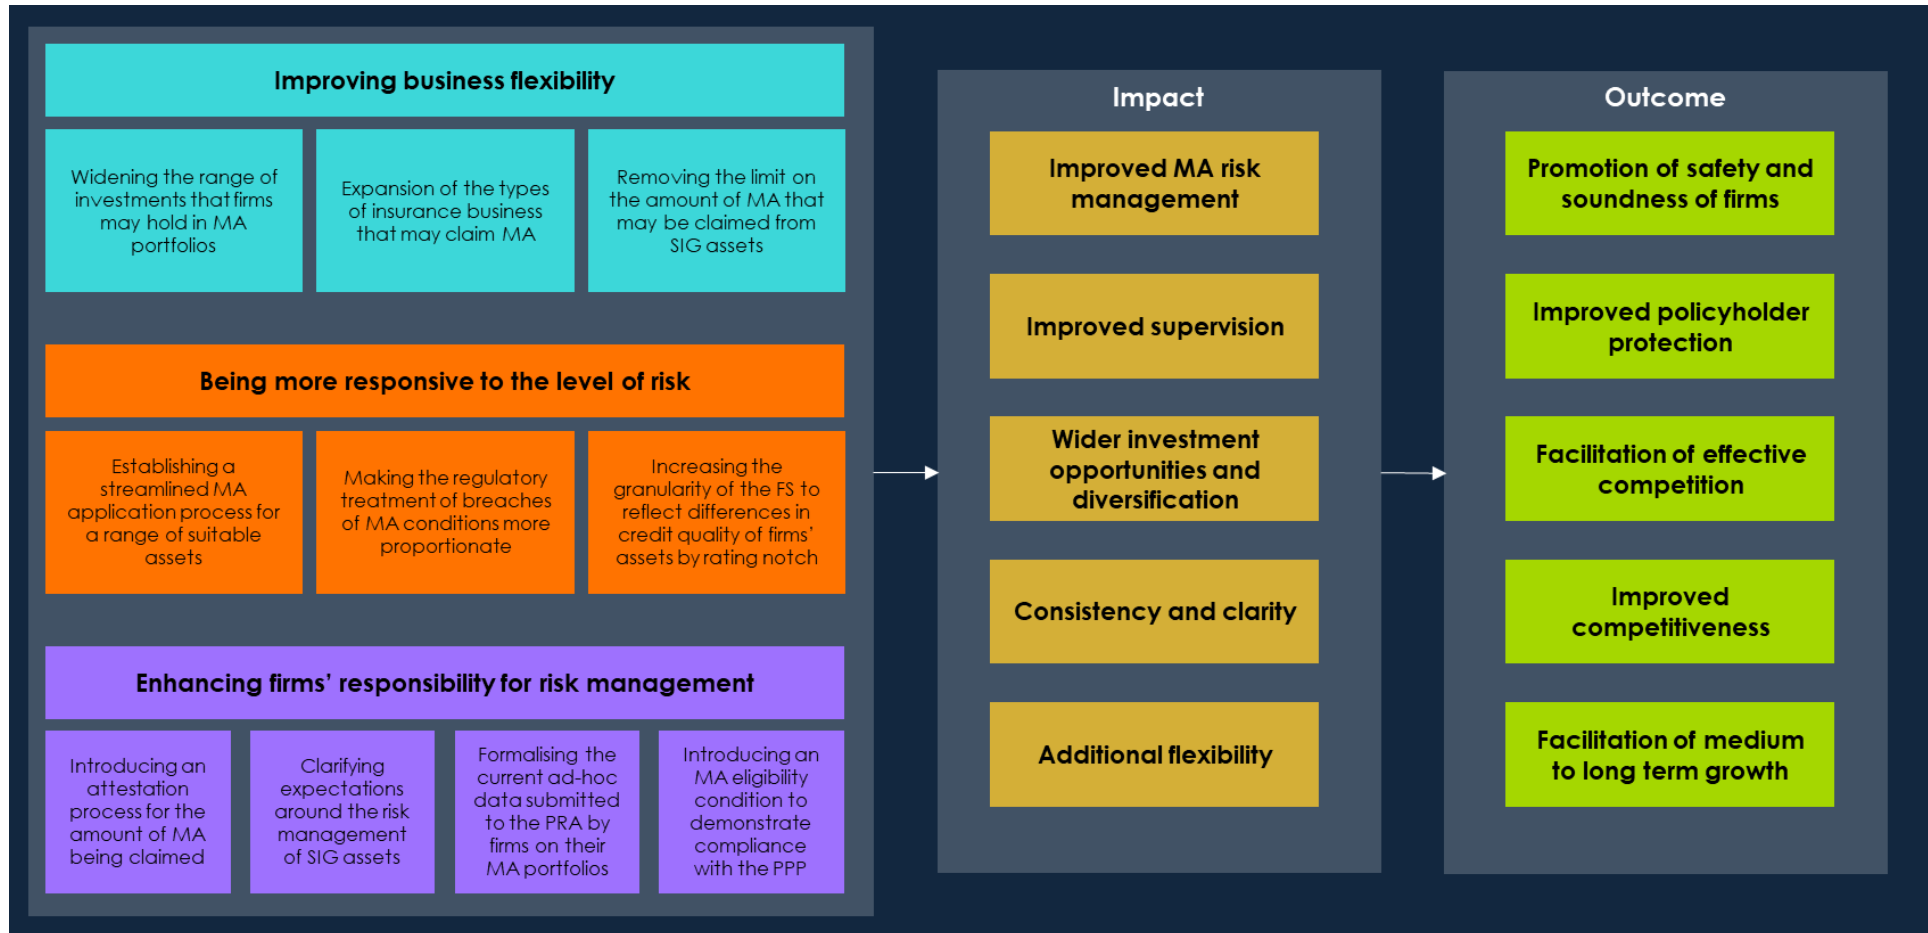 Improving business flexibility
Widening the range of
investments that firms
may hold in MA
portfolios
Expansion of the types
of insurance business
that may claim MA
Removing the limit on
the amount of MA that
may be claimed from
SIG assets
Being more responsive to the level of risk
Establishing a
streamlined MA
application process for
a range of suitable
assets
Making the regulatory
treatment of breaches
of MA conditions more
proportionate
Increasing the
granularity of the FS to
reflect differences in
credit quality of firms’
assets by rating notch
Enhancing firms’ responsibility for risk management
Introducing an
attestation
process for the
amount of MA
being claimed
Clarifying
expectations
around the risk
management
of SIG assets
Formalising the
current ad-hoc
data submitted
to the PRA by
firms on their
MA portfolios
Introducing an
MA eligibility
condition to
demonstrate
compliance
with the PPP
Impact
Improved MA risk
management
Improved supervision
Wider investment
opportunities and
diversification
Consistency and clarity
Additional flexibility
Outcome
Promotion of safety and
soundness of firms
Improved policyholder
protection
Facilitation of effective
competition
Improved
competitiveness
Facilitation of medium
to long term growth